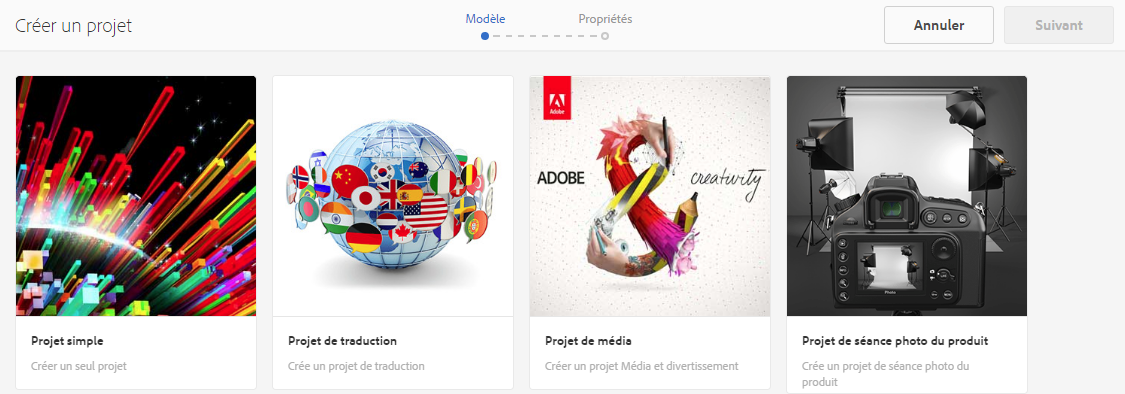 Créer un projet
Modèle
Propriétés
Annuler
Suivant
Adobe
ADOBE
creativity
Photo
Projet simple
Créer un seul projet
Projet de traduction
Crée un projet de traduction
Projet de média
Créer un projet Média et divertissement
Projet de séance photo du produit
Crée un projet de séance photo du
produit